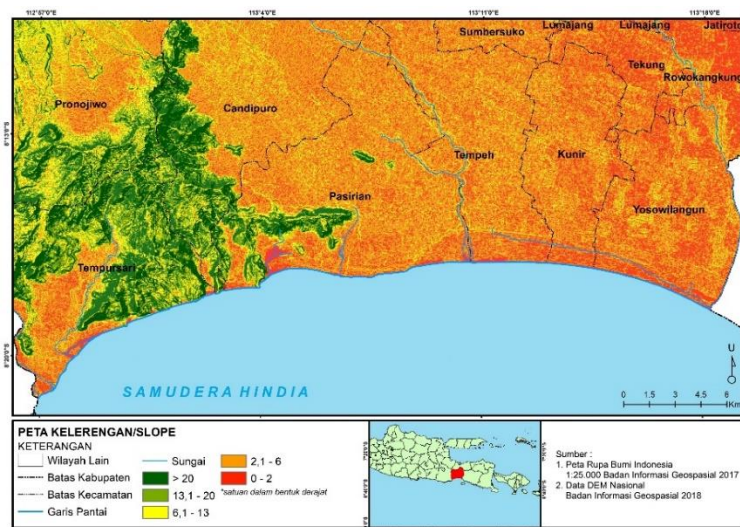 112°57'0"E 113°4'0"E 113°11'0"E 113°18'0"E
Lumajang Lumajang Jatiroto
Sumbersuko
Tekung
Rowokangkung
Pronojiwo
Candipuro
8°13'0"S
Tempeh
Kunir
Pasirian
Yosowilangun
Tempursari
8°20'0"S
U
SAMUDERA HINDIA
0 1.5 3 4.5 6
Km
PETA KELERENGAN/SLOPE
KETERANGAN
Wilayah Lain
Batas Kabupaten
Batas Kecamatan
Garis Pantai
Sungai
> 20
13,1 - 20
6,1 - 13
2,1 - 6
0 - 2
*satuan dalam bentuk derajat
Sumber :
1. Peta Rupa Bumi Indonesia
1:25.000 Badan Informasi Geospasial 2017
2. Data DEM Nasional
Badan Informasi Geospasial 2018